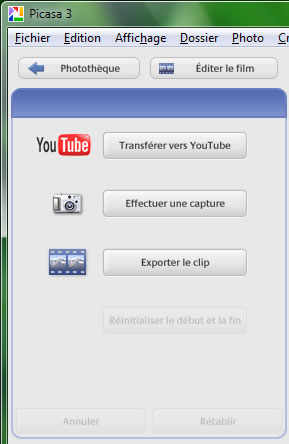 Picasa 3
Fichier Edition Affichage Dossier Photo Cr
Photothèque Éditer le film
YouTube Transférer vers YouTube
Effectuer une capture
Exporter le clip
Réinitialiser le début et la fin
Annuler Rétablir